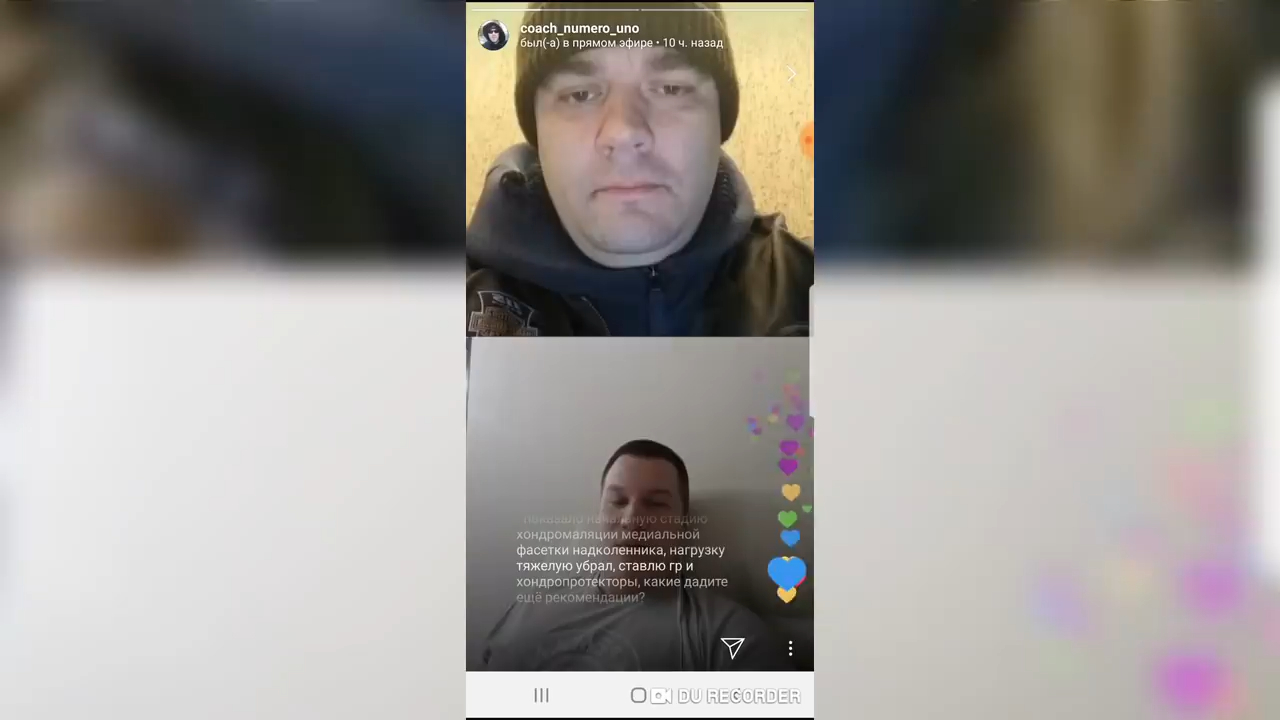 coach_numero_uno
был(-а) в прямом эфире • 10 ч. назад
показало начальную стадию
хондромаляции медиальной
фасетки надколенника, нагрузку
тяжелую убрал, ставлю гр и
хондропротекторы, какие дадите
ещё рекомендации?
DU RECORDER